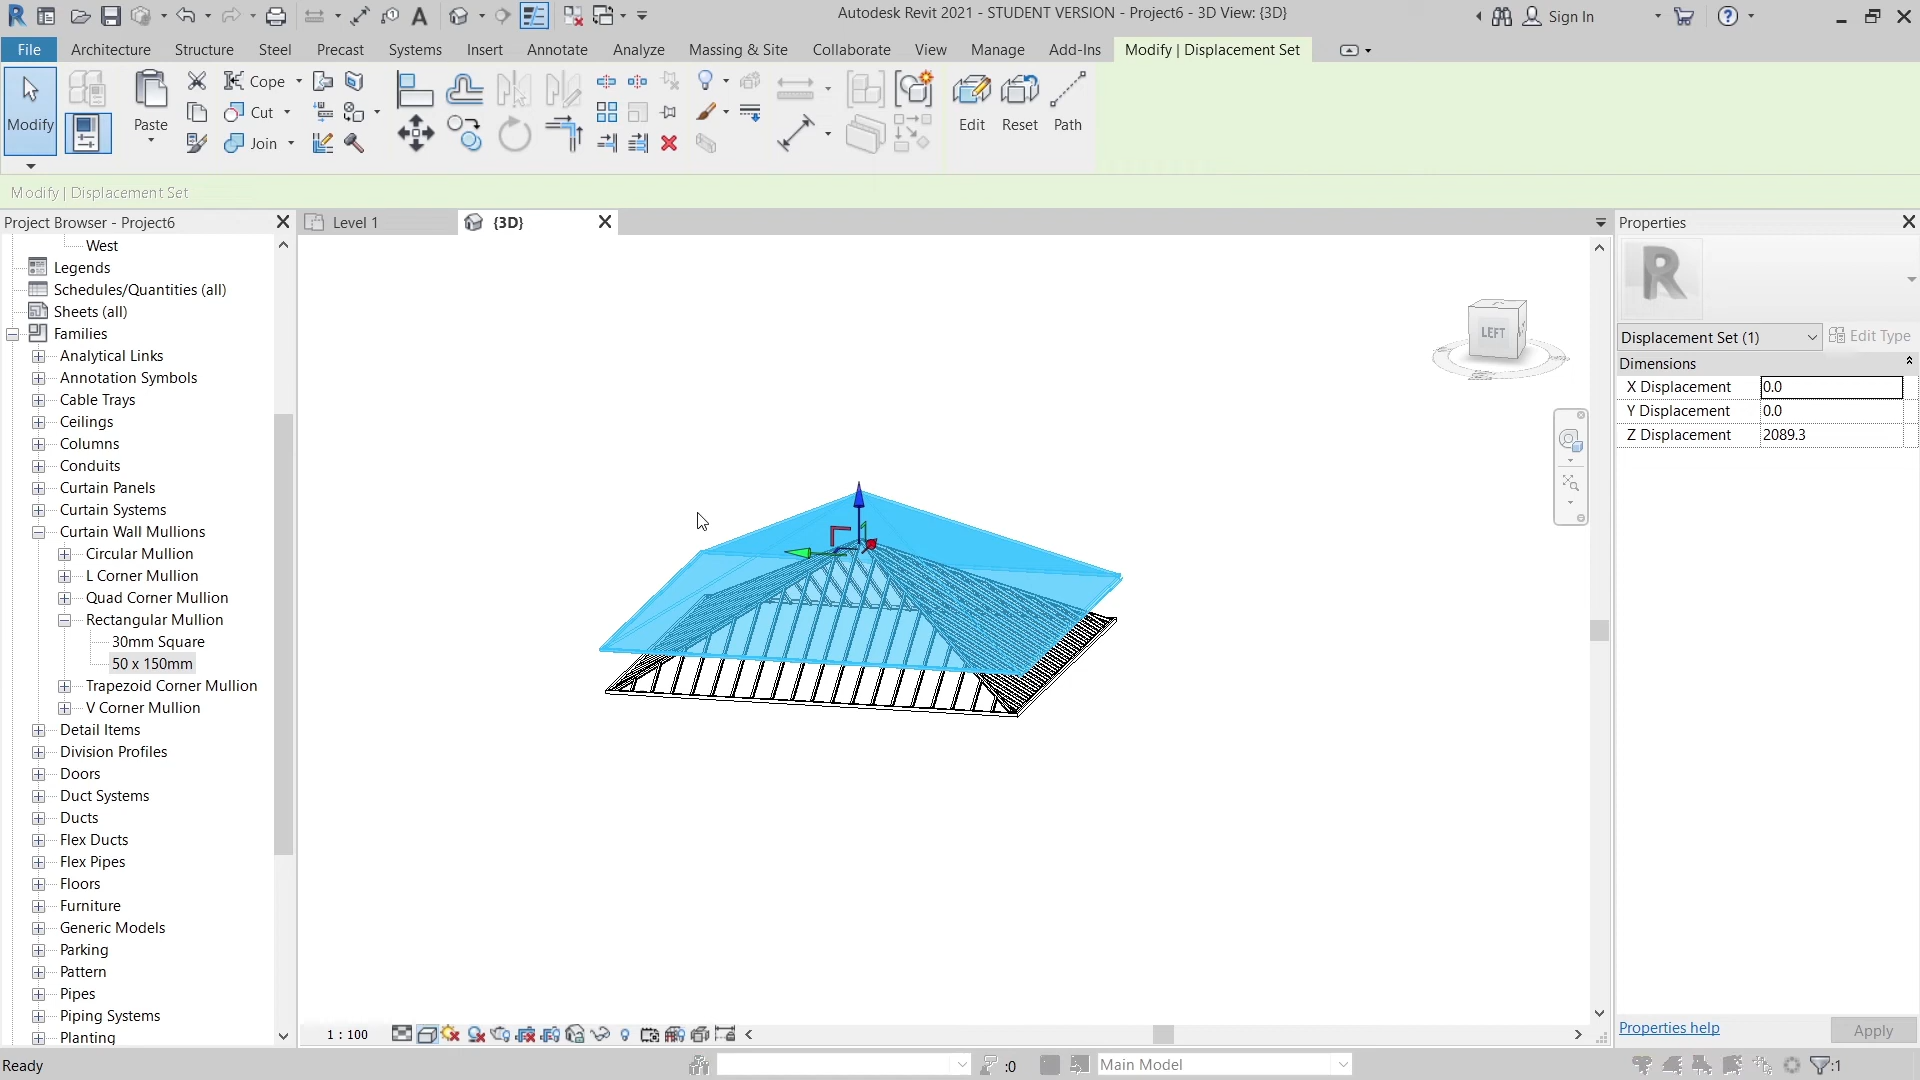 Autodesk Revit 2021 - STUDENT VERSION - Project6 - 3D View: {3D}
Sign In
File
Architecture
Structure
Steel
Precast
Systems
Insert
Annotate
Analyze
Massing & Site
Collaborate
View
Manage
Add-Ins
Modify | Displacement Set
Modify
Paste
Cope
Cut
Join
Edit
Reset
Path
Modify | Displacement Set
Project Browser - Project6
Level 1
{3D}
Properties
West
Legends
Schedules/Quantities (all)
Sheets (all)
Families
Analytical Links
Annotation Symbols
Cable Trays
Ceilings
Columns
Conduits
Curtain Panels
Curtain Systems
Curtain Wall Mullions
Circular Mullion
L Corner Mullion
Quad Corner Mullion
Rectangular Mullion
30mm Square
50 x 150mm
Trapezoid Corner Mullion
V Corner Mullion
Detail Items
Division Profiles
Doors
Duct Systems
Ducts
Flex Ducts
Flex Pipes
Floors
Furniture
Generic Models
Parking
Pattern
Pipes
Piping Systems
Planting
LEFT
Displacement Set (1)
Edit Type
Dimensions
X Displacement 0.0
Y Displacement 0.0
Z Displacement 2089.3
Properties help
Apply
1 : 100
Ready
:0
Main Model
:1